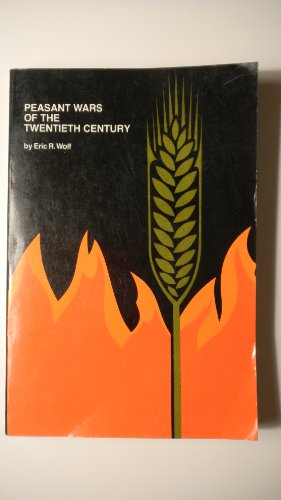 PEASANT WARS
OF THE
TWENTIETH CENTURY
by Eric R. Wolf